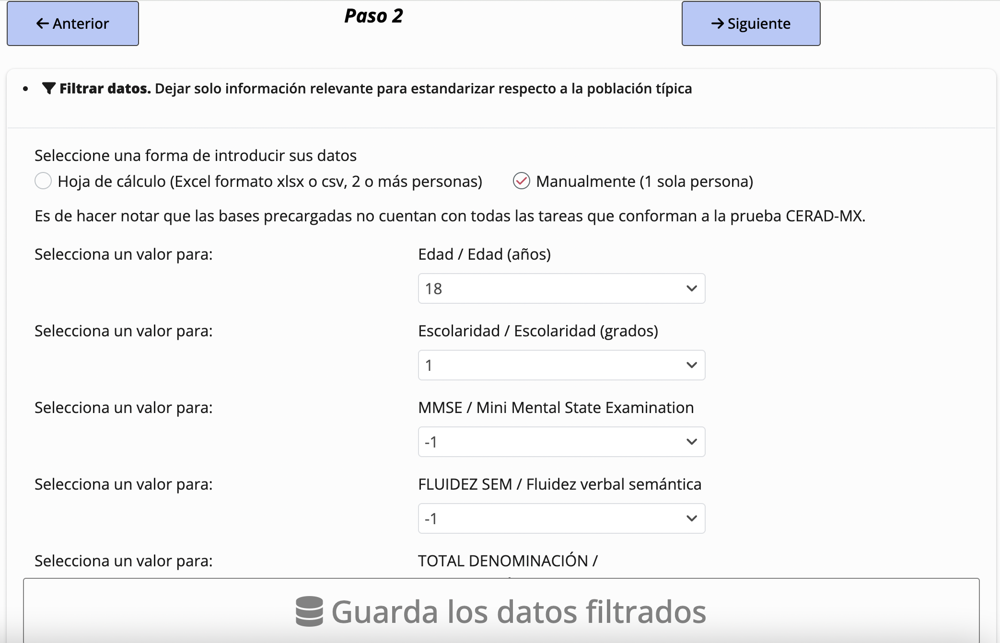 ← Anterior
Paso 2
→ Siguiente
• Filtrar datos. Dejar solo información relevante para estandarizar respecto a la población típica
Seleccione una forma de introducir sus datos
Hoja de cálculo (Excel formato xlsx o csv, 2 o más personas)
Manualmente (1 sola persona)
Es de hacer notar que las bases precargadas no cuentan con todas las tareas que conforman a la prueba CERAD-MX.
Selecciona un valor para:
Edad / Edad (años)
18
Selecciona un valor para:
Escolaridad / Escolaridad (grados)
1
Selecciona un valor para:
MMSE / Mini Mental State Examination
-1
Selecciona un valor para:
FLUIDEZ SEM / Fluidez verbal semántica
-1
Selecciona un valor para:
TOTAL DENOMINACIÓN /
Guarda los datos filtrados